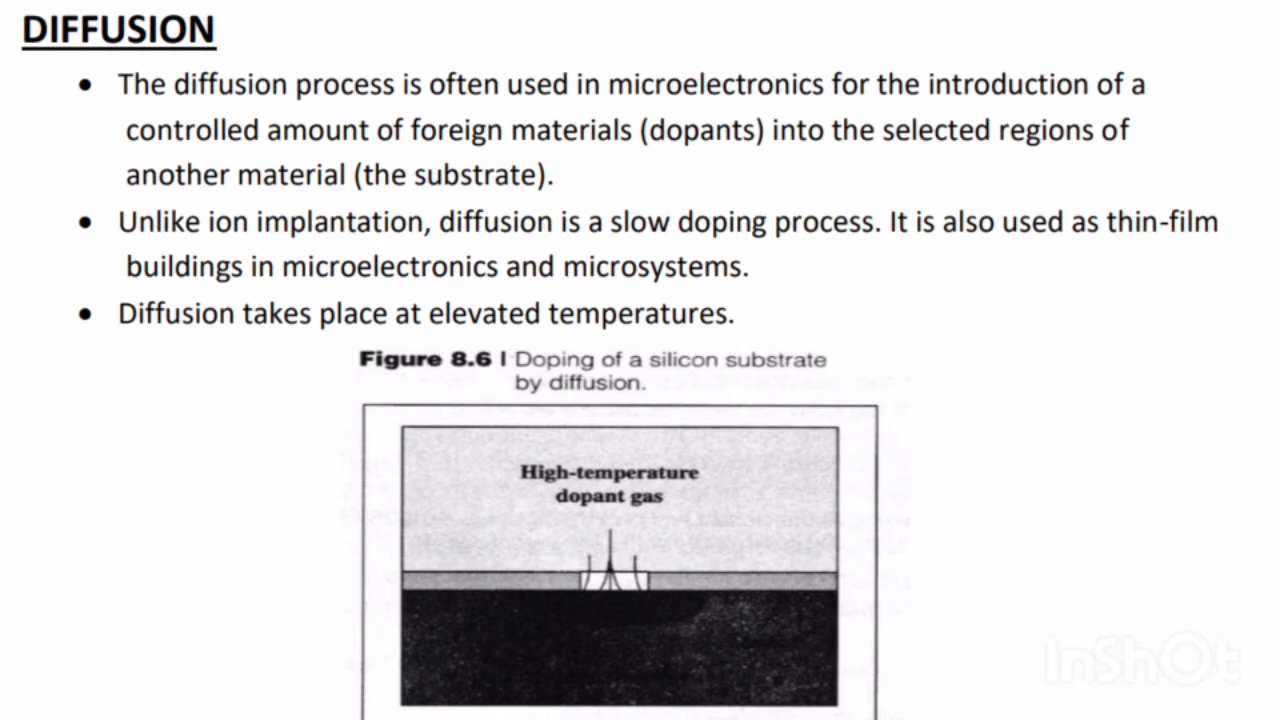 DIFFUSION
• The diffusion process is often used in microelectronics for the introduction of a
controlled amount of foreign materials (dopants) into the selected regions of
another material (the substrate).
• Unlike ion implantation, diffusion is a slow doping process. It is also used as thin-film
buildings in microelectronics and microsystems.
• Diffusion takes place at elevated temperatures.
Figure 8.6 | Doping of a silicon substrate
by diffusion.
High-temperature
dopant gas
InShOt